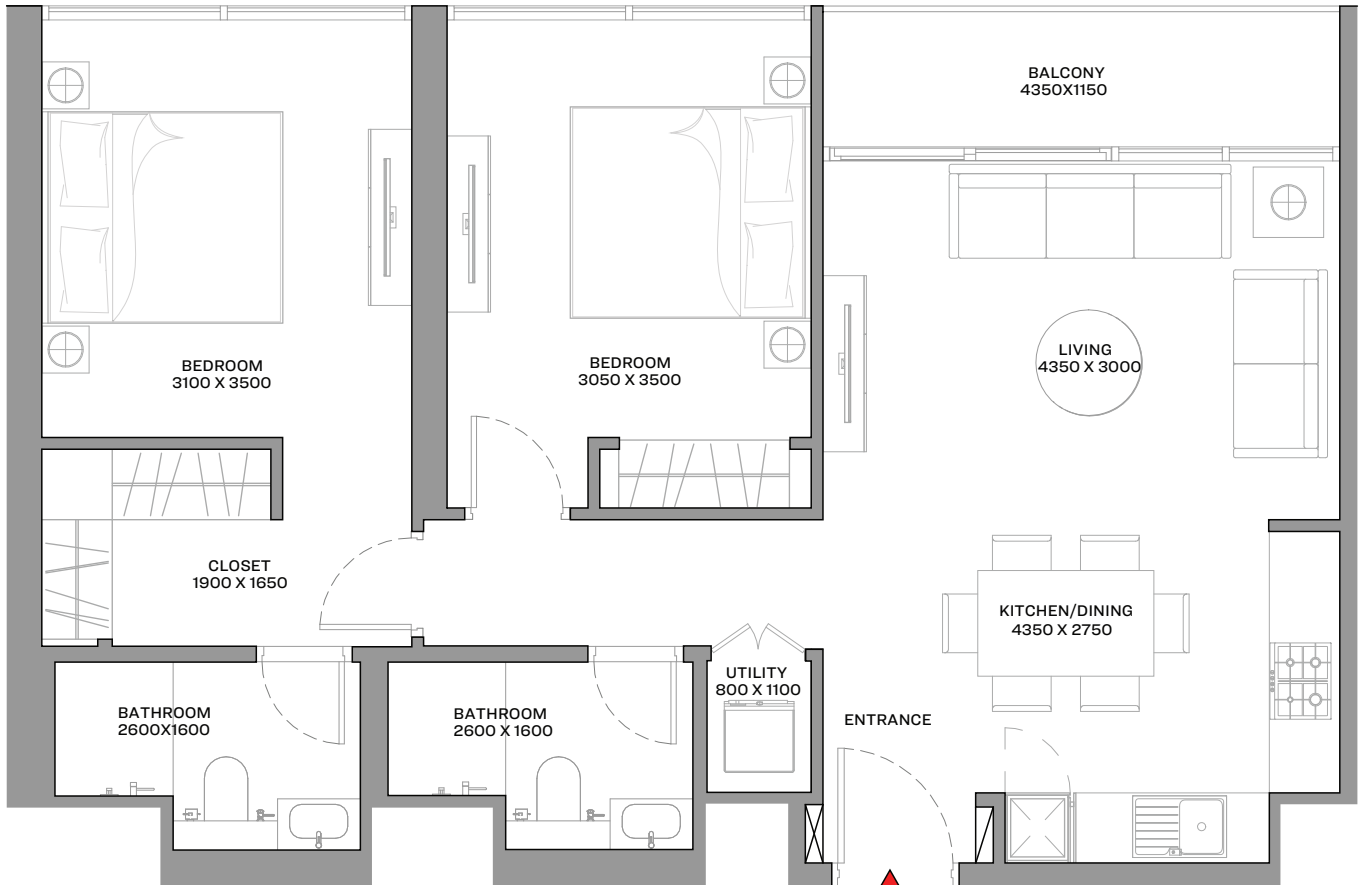 BALCONY
4350X1150
BEDROOM
3100 X 3500
BEDROOM
3050 X 3500
LIVING
4350 X 3000
CLOSET
1900 X 1650
KITCHEN/DINING
4350 X 2750
UTILITY
800 X 1100
BATHROOM
2600X1600
BATHROOM
2600 X 1600
ENTRANCE